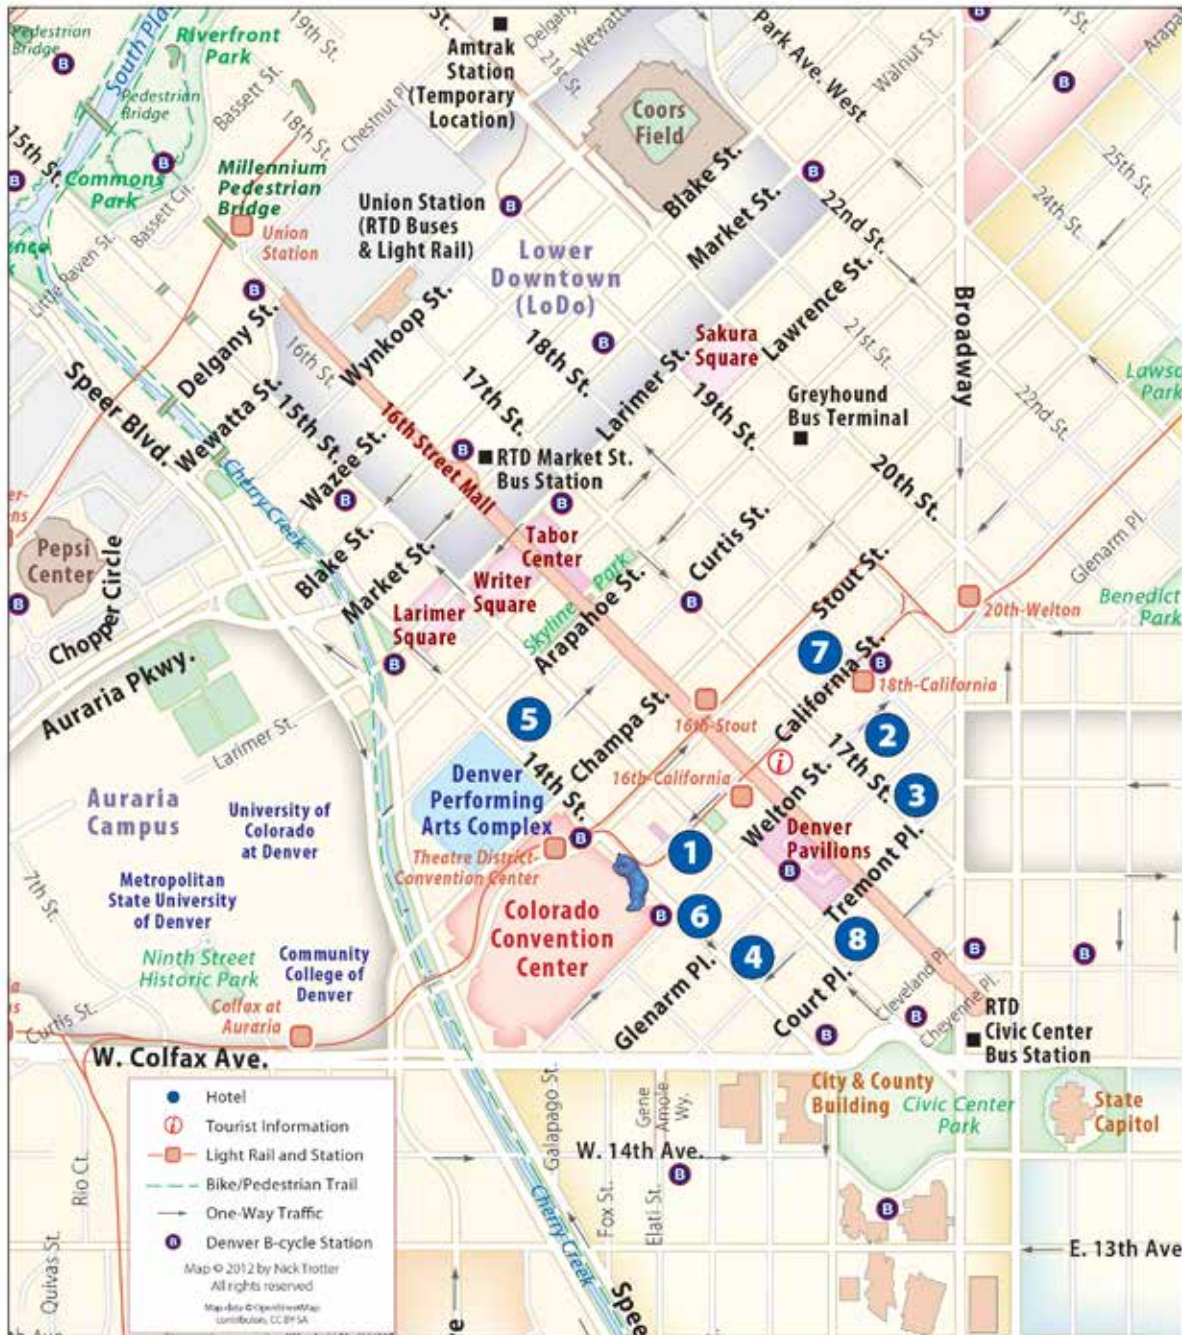 19th St.
St.
Delgany St.
Wewatta
Park Ave. West
Walnut St.
Pedestrian
Bridge
South Pla
Riverfront
Park
Amtrak
Station
(Temporary
Location)
21st St.
Coors
Field
Pedestrian
Bridge
Bassett St.
18th St.
Chestnut Pl.
15th St.
Commons
Park
Millennium
Pedestrian
Bridge
Bassett Cir.
Union
Station
Union Station
(RTD Buses
& Light Rail)
Blake St.
Market St.
22nd St.
25th St.
24th St.
Little Raven St.
Lower
Downtown
(LoDo)
Delgany St.
16th St.
Wynkoop St.
18th St.
Sakura
Square
Lawrence St.
21st St.
Broadway
Speer Blvd.
Wewatta St.
15th St.
17th St.
Larimer St.
19th St.
Greyhound
Bus Terminal
22nd St.
Lawso
Park
Cherry Creek
Wazee St.
16th Street Mall
RTD Market St.
Bus Station
20th St.
Pepsi
Center
Chopper Circle
Blake St.
Market St.
Larimer
Square
Writer
Square
Tabor
Center
Skyline
Park
Arapahoe St.
Curtis St.
Stout St.
Glenarm Pl.
20th-Welton
Benedict
Park
Auraria Pkwy.
Larimer St.
7
California St.
18th-California
5
Champa St.
16th-Stout
2
14th St.
16th-California
17th St.
3
Welton St.
Auraria
Campus
University of
Colorado
at Denver
Denver
Performing
Arts Complex
Theatre District-
Convention Center
1
Denver
Pavilions
Tremont Pl.
7th St.
Metropolitan
State University
of Denver
Colorado
Convention
Center
6
4
8
Ninth Street
Historic Park
Community
College of
Denver
Glenarm Pl.
Court Pl.
Cleveland Pl.
Cheyenne Pl.
Curtis St.
Colfax at
Auraria
RTD
Civic Center
Bus Station
W. Colfax Ave.
City & County
Building
Civic Center
Park
State
Capitol
Galapago St.
Gene
Amole
Wy.
W. 14th Ave.
Fox St.
Elati St.
Cherry Creek
Spee
E. 13th Ave
Rio Ct.
Quivas St.
Hotel
Tourist Information
Light Rail and Station
Bike/Pedestrian Trail
One-Way Traffic
B Denver B-cycle Station
Map © 2012 by Nick Trotter
All rights reserved
Map data © OpenStreetMap
contributors, CC BY SA